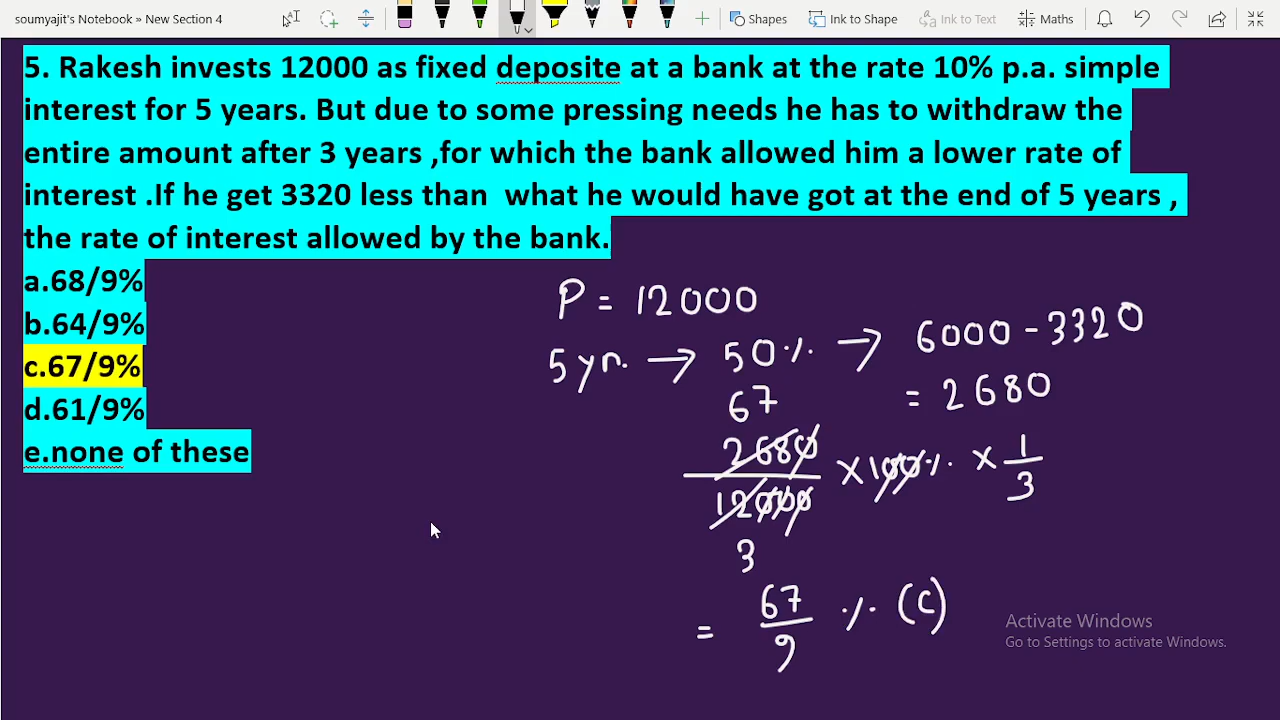 soumyajit's Notebook » New Section 4
Shapes Ink to Shape Ink to Text Maths
5. Rakesh invests 12000 as fixed deposite at a bank at the rate 10% p.a. simple
interest for 5 years. But due to some pressing needs he has to withdraw the
entire amount after 3 years ,for which the bank allowed him a lower rate of
interest .If he get 3320 less than what he would have got at the end of 5 years ,
the rate of interest allowed by the bank.
a.68/9%
b.64/9%
c.67/9%
d.61/9%
e.none of these
P = 12000
5 yr. → 50% → 6000 - 3320
= 2680
67
2680
12000
× 100% × 1/3
3
= 67/9 % (C)
Activate Windows
Go to Settings to activate Windows.